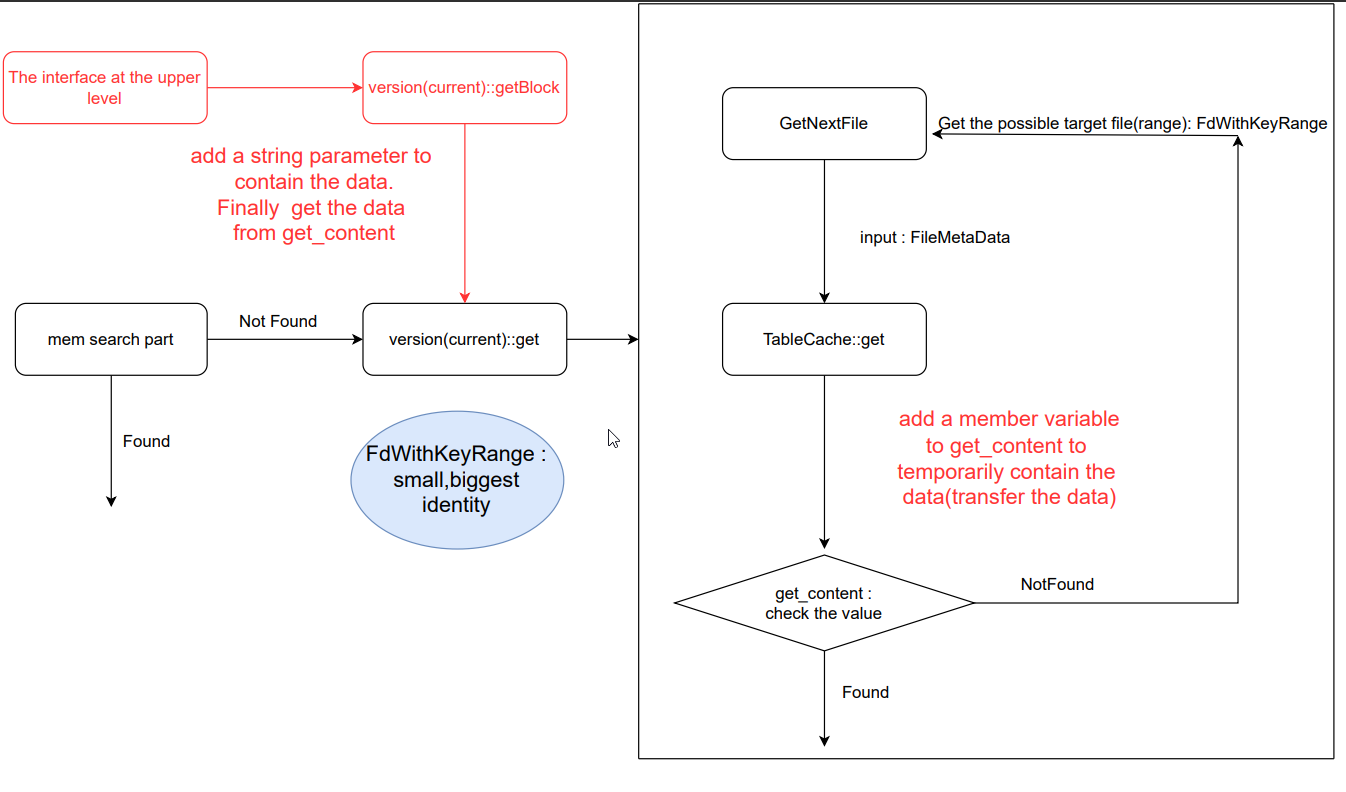 The interface at the upper
level
version(current)::getBlock
add a string parameter to
contain the data.
Finally  get the data
from get_content
mem search part
Not Found
version(current)::get
Found
FdWithKeyRange :
small,biggest
identity
GetNextFile
Get the possible target file(range): FdWithKeyRange
input : FileMetaData
TableCache::get
add a member variable
to get_content to
temporarily contain the
data(transfer the data)
get_content :
check the value
NotFound
Found